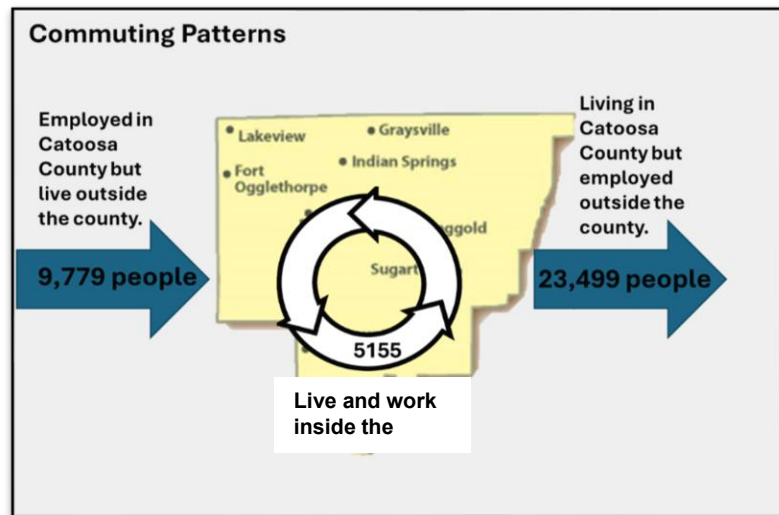 Commuting Patterns
Employed in
Catoosa
County but
live outside
the county.
9,779 people
Lakeview
Graysville
Indian Springs
Fort
Ogglethorpe
Living in
Catoosa
County but
employed
outside the
county.
23,499 people
5155
Live and work
inside the